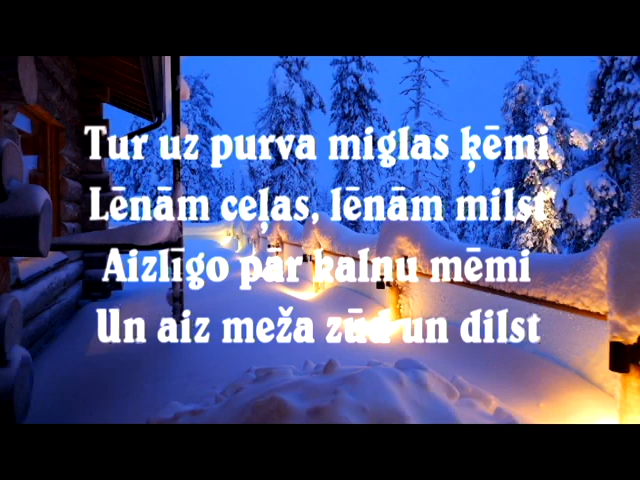 Tur uz purva miglas ķēmi
Lēnām ceļas, lēnām milst
Aizlīgo pār kalnu mēmi
Un aiz meža zūd un dilst